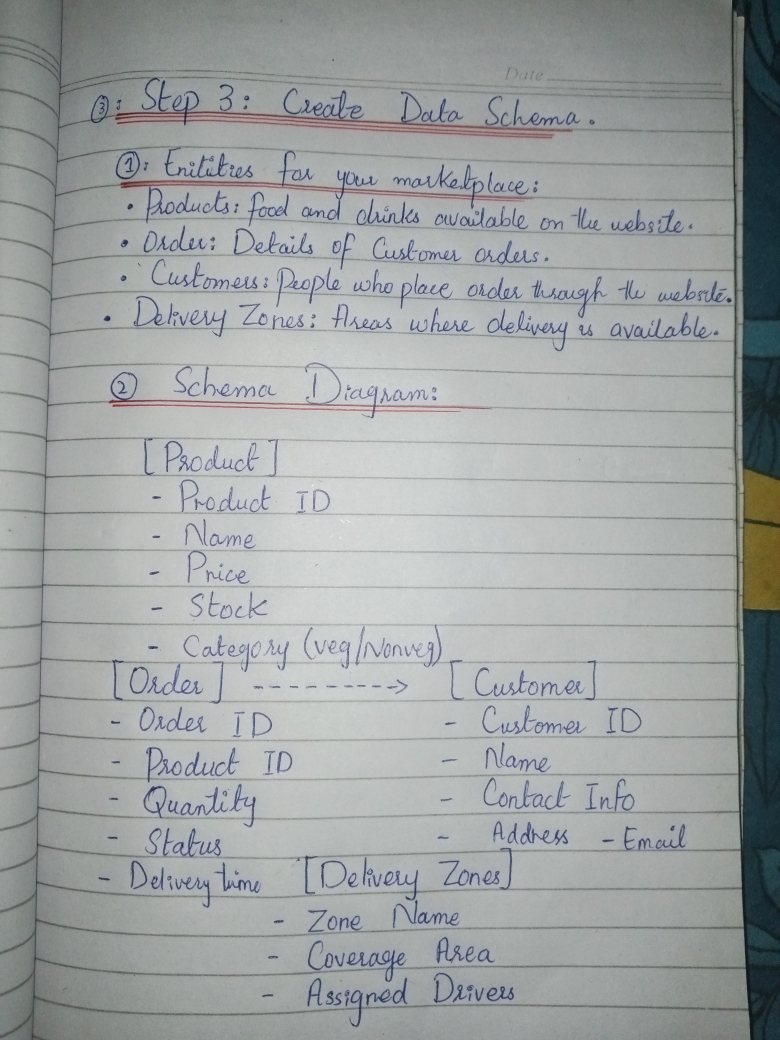 Date
③: Step 3: Create Data Schema.
①: Enitities for your marketplace:
• Products: food and drinks available on the website.
• Order: Details of Customer orders.
• Customers: People who place order through the website.
• Delivery Zones: Areas where delivery is available.
② Schema Diagram:
[Product]
- Product ID
- Name
- Price
- Stock
- Category (veg/Nonveg)
[Order] ---------> [Customer]
- Order ID - Customer ID
- Product ID - Name
- Quantity - Contact Info
- Status - Address - Email
- Delivery time [Delivery Zones]
- Zone Name
- Coverage Area
- Assigned Drivers